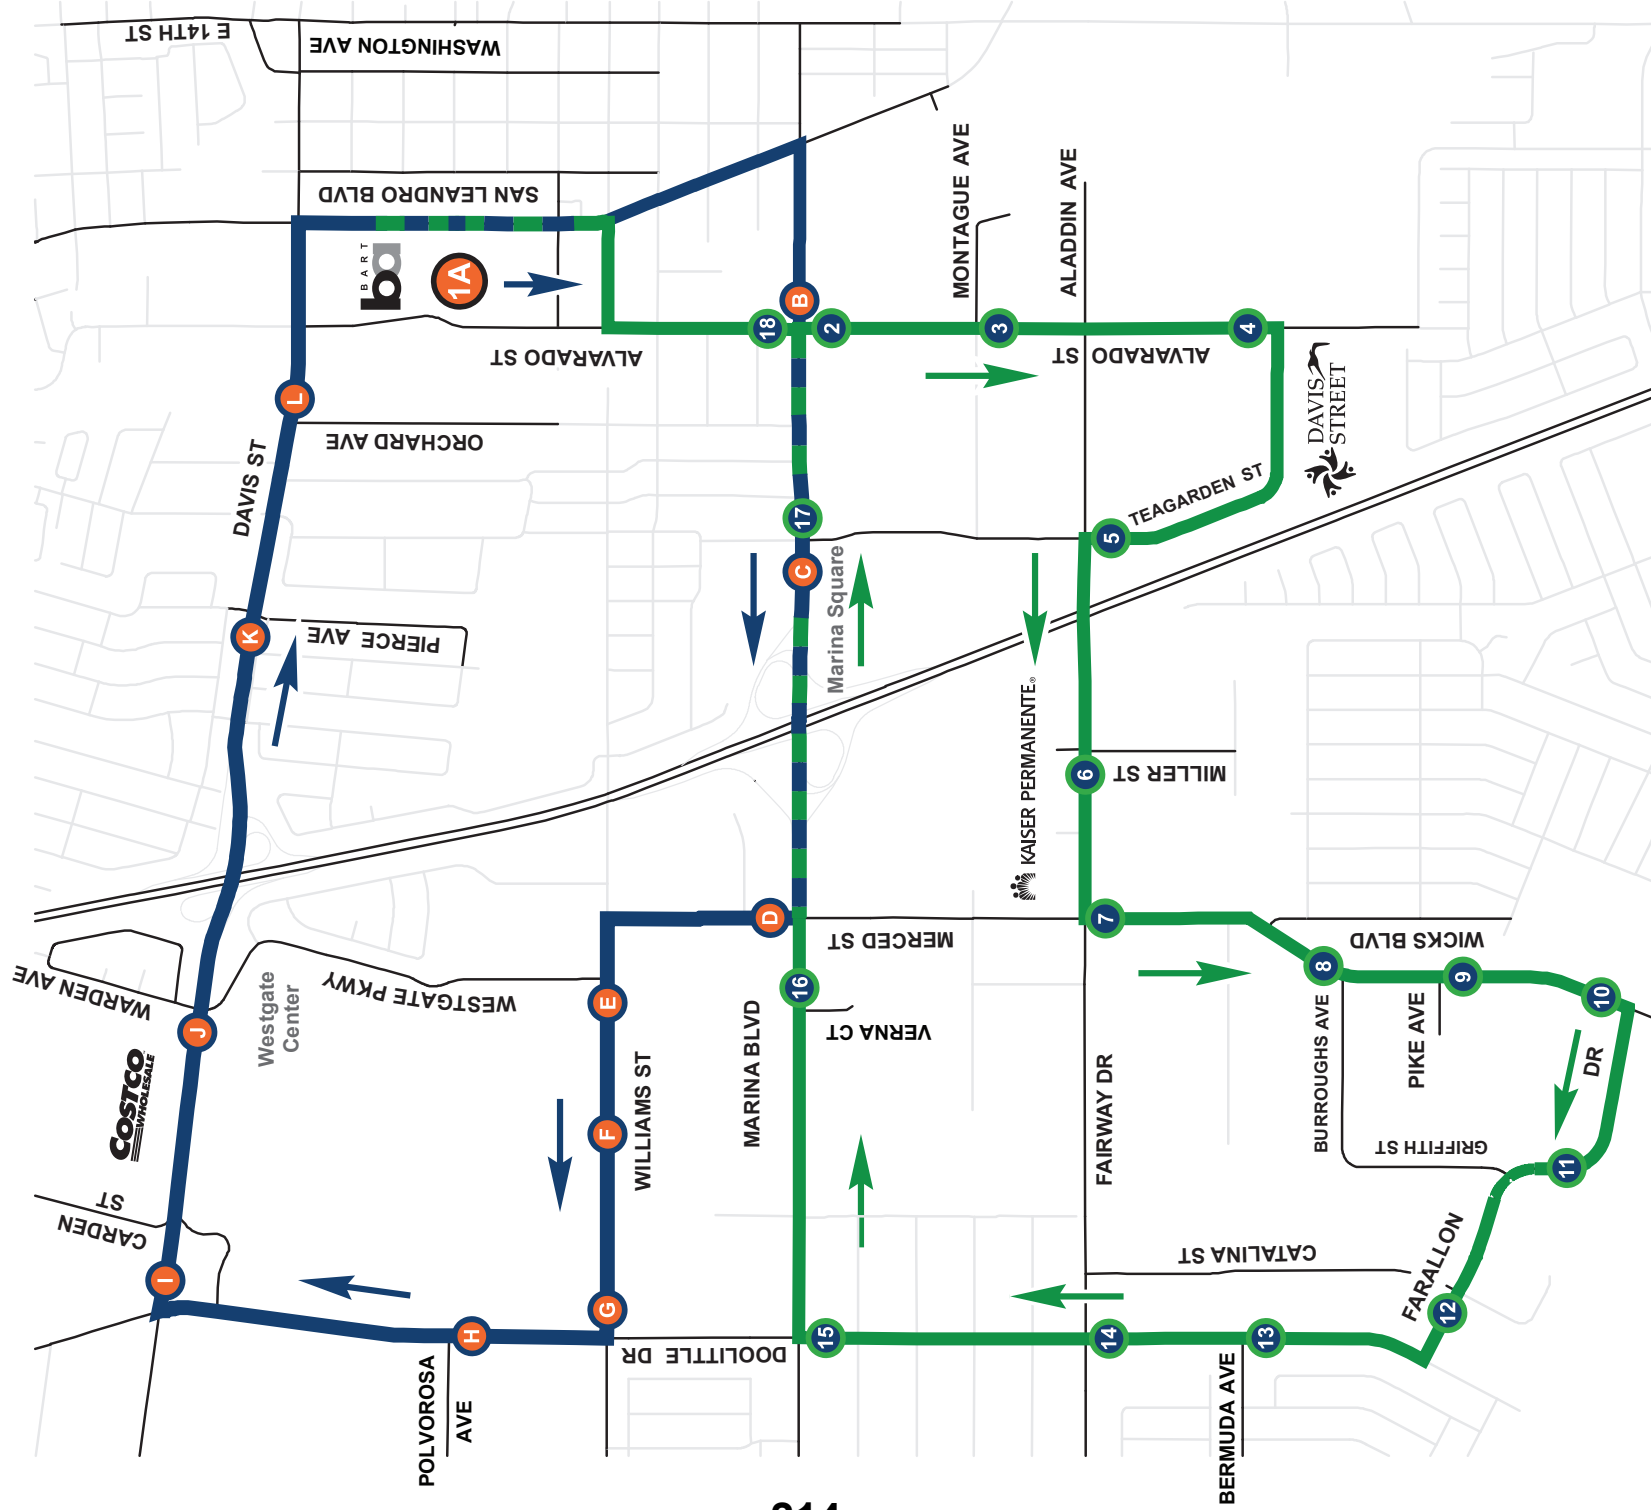 E 14TH ST
WASHINGTON AVE
SAN LEANDRO BLVD
BART
ba
1A
B
18
2
3
4
MONTAGUE AVE
ALADDIN AVE
ALVARADO ST
ALVARADO ST
L
ORCHARD AVE
DAVIS ST
DAVIS
STREET
TEAGARDEN ST
17
5
C
Marina Square
K
PIERCE AVE
KAISER PERMANENTE®
6
MILLER ST
D
MERCED ST
7
WICKS BLVD
8
9
10
WARDEN AVE
J
Westgate
Center
WESTGATE PKWY
E
16
VERNA CT
MARINA BLVD
COSTCO
WHOLESALE
F
WILLIAMS ST
FAIRWAY DR
BURROUGHS AVE
PIKE AVE
DR
GRIFFITH ST
11
CARDEN
ST
CATALINA ST
FARALLON
I
G
H
12
DOOLITTLE DR
15
14
13
POLVOROSA
AVE
BERMUDA AVE